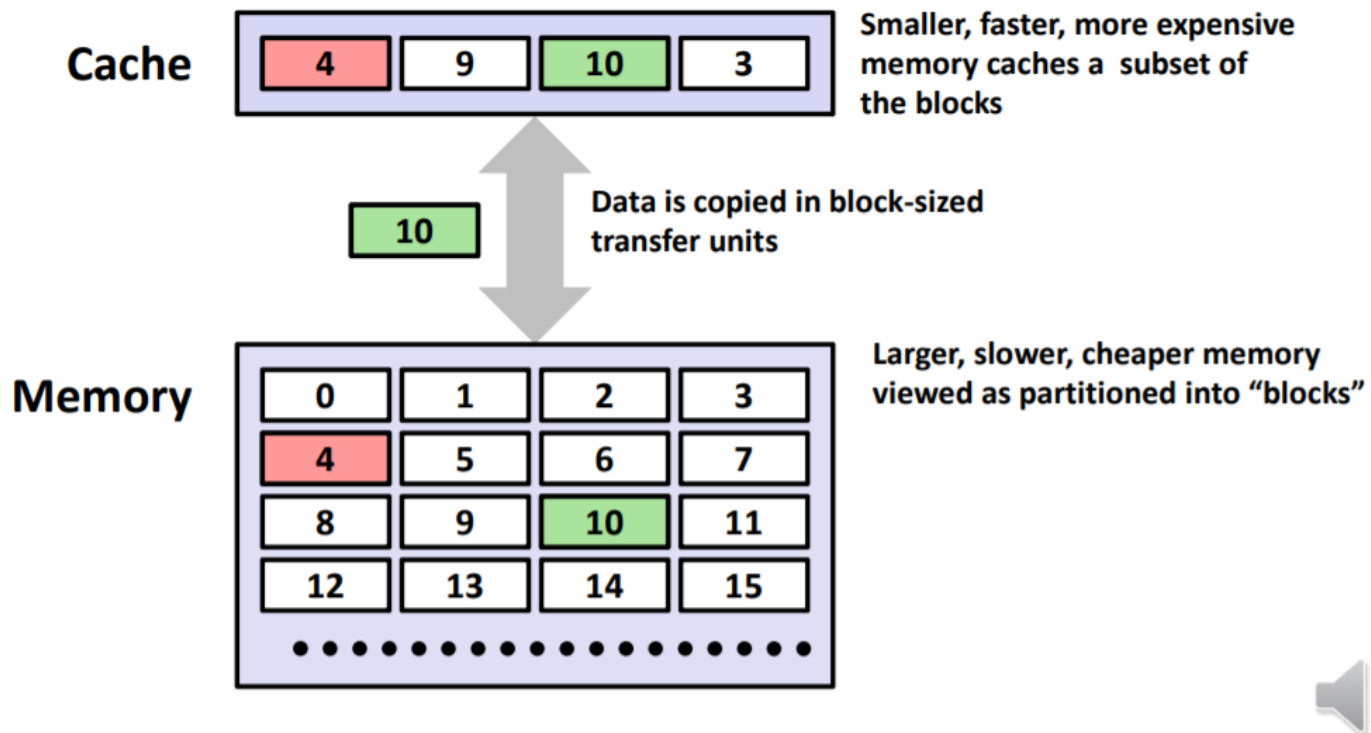 Cache
4 9 10 3
Smaller, faster, more expensive
memory caches a subset of
the blocks
10
Data is copied in block-sized
transfer units
Memory
0 1 2 3
4 5 6 7
8 9 10 11
12 13 14 15
Larger, slower, cheaper memory
viewed as partitioned into “blocks”